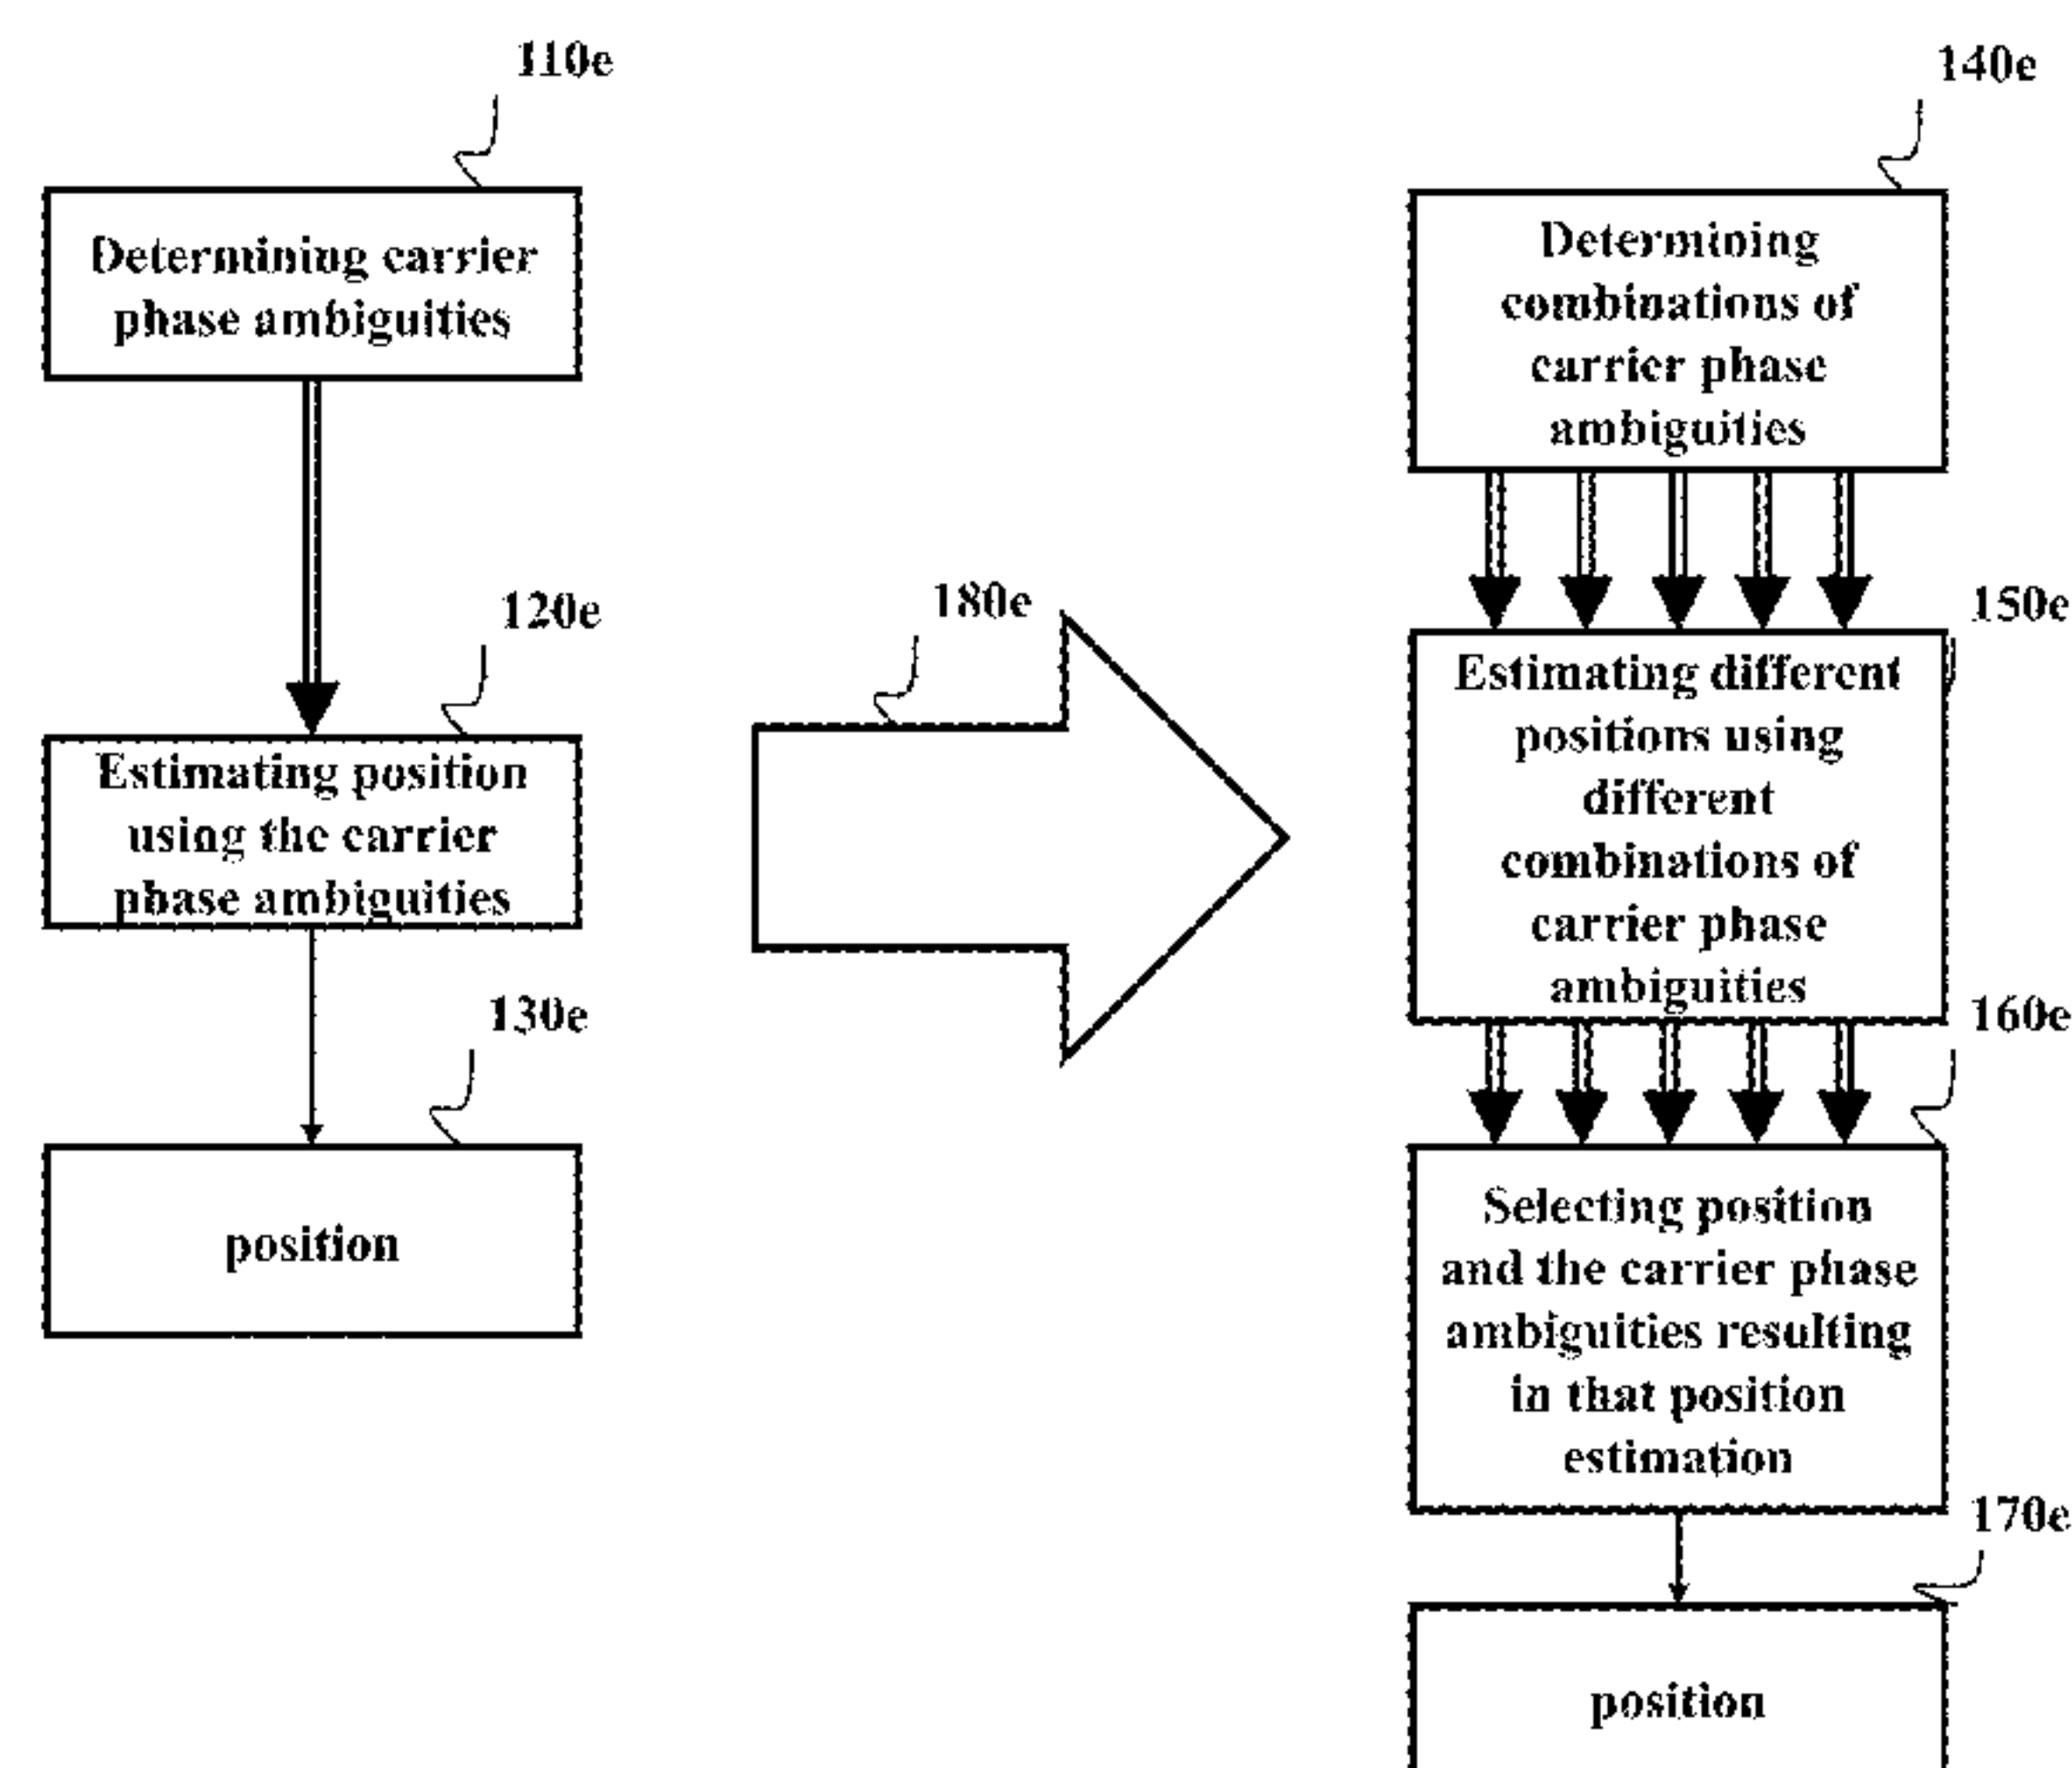 110e
Determining carrier
phase ambiguities
120e
Estimating position
using the carrier
phase ambiguities
130e
position
180e
140e
Determining
combinations of
carrier phase
ambiguities
150e
Estimating different
positions using
different
combinations of
carrier phase
ambiguities
160e
Selecting position
and the carrier phase
ambiguities resulting
in that position
estimation
170e
position